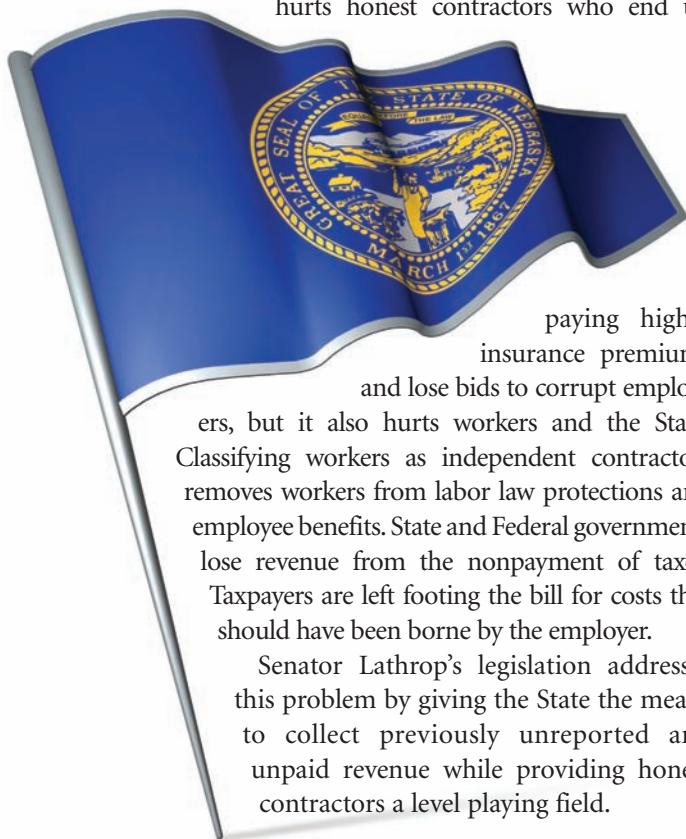 hurts honest contractors who end
GREAT SEAL OF STATE OF NEBRASKA
EQUALITY BEFORE THE LAW
MARCH 1ST 1867
paying high
insurance premium
and lose bids to corrupt emplo
ers, but it also hurts workers and the Sta
Classifying workers as independent contracto
removes workers from labor law protections a
employee benefits. State and Federal governmen
lose revenue from the nonpayment of tax
Taxpayers are left footing the bill for costs th
should have been borne by the employer.
Senator Lathrop's legislation address
this problem by giving the State the mea
to collect previously unreported a
unpaid revenue while providing hone
contractors a level playing field.